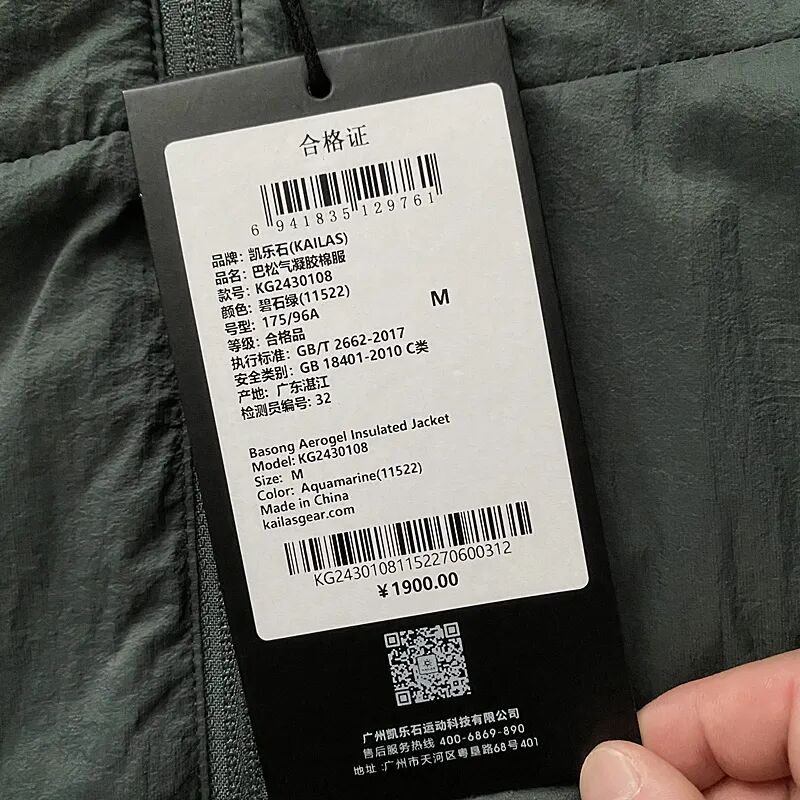 合格证
6 941835 129761
品牌: 凯乐石(KAILAS)
品名: 巴松气凝胶棉服
款号: KG2430108
颜色: 碧石绿(11522)
号型: 175/96A
M
等级: 合格品
执行标准: GB/T 2662-2017
安全类别: GB 18401-2010 C类
产地: 广东湛江
检测员编号: 32
Basong Aerogel Insulated Jacket
Model: KG2430108
Size: M
Color: Aquamarine(11522)
Made in China
kailasgear.com
KG24301081152270600312
¥1900.00
广州凯乐石运动科技有限公司
售后服务热线 400-6869-890
地址:广州市天河区粤垦路68号401